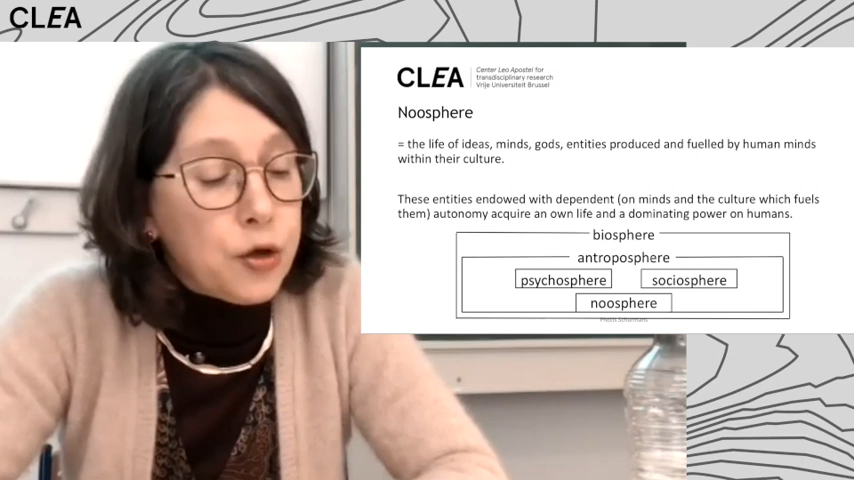 CLEA
CLEA
Center Leo Apostel for
transdisciplinary research
Vrije Universiteit Brussel
Noosphere
= the life of ideas, minds, gods, entities produced and fuelled by human minds
within their culture.
These entities endowed with dependent (on minds and the culture which fuels
them) autonomy acquire an own life and a dominating power on humans.
biosphere
antroposphere
psychosphere
sociosphere
noosphere